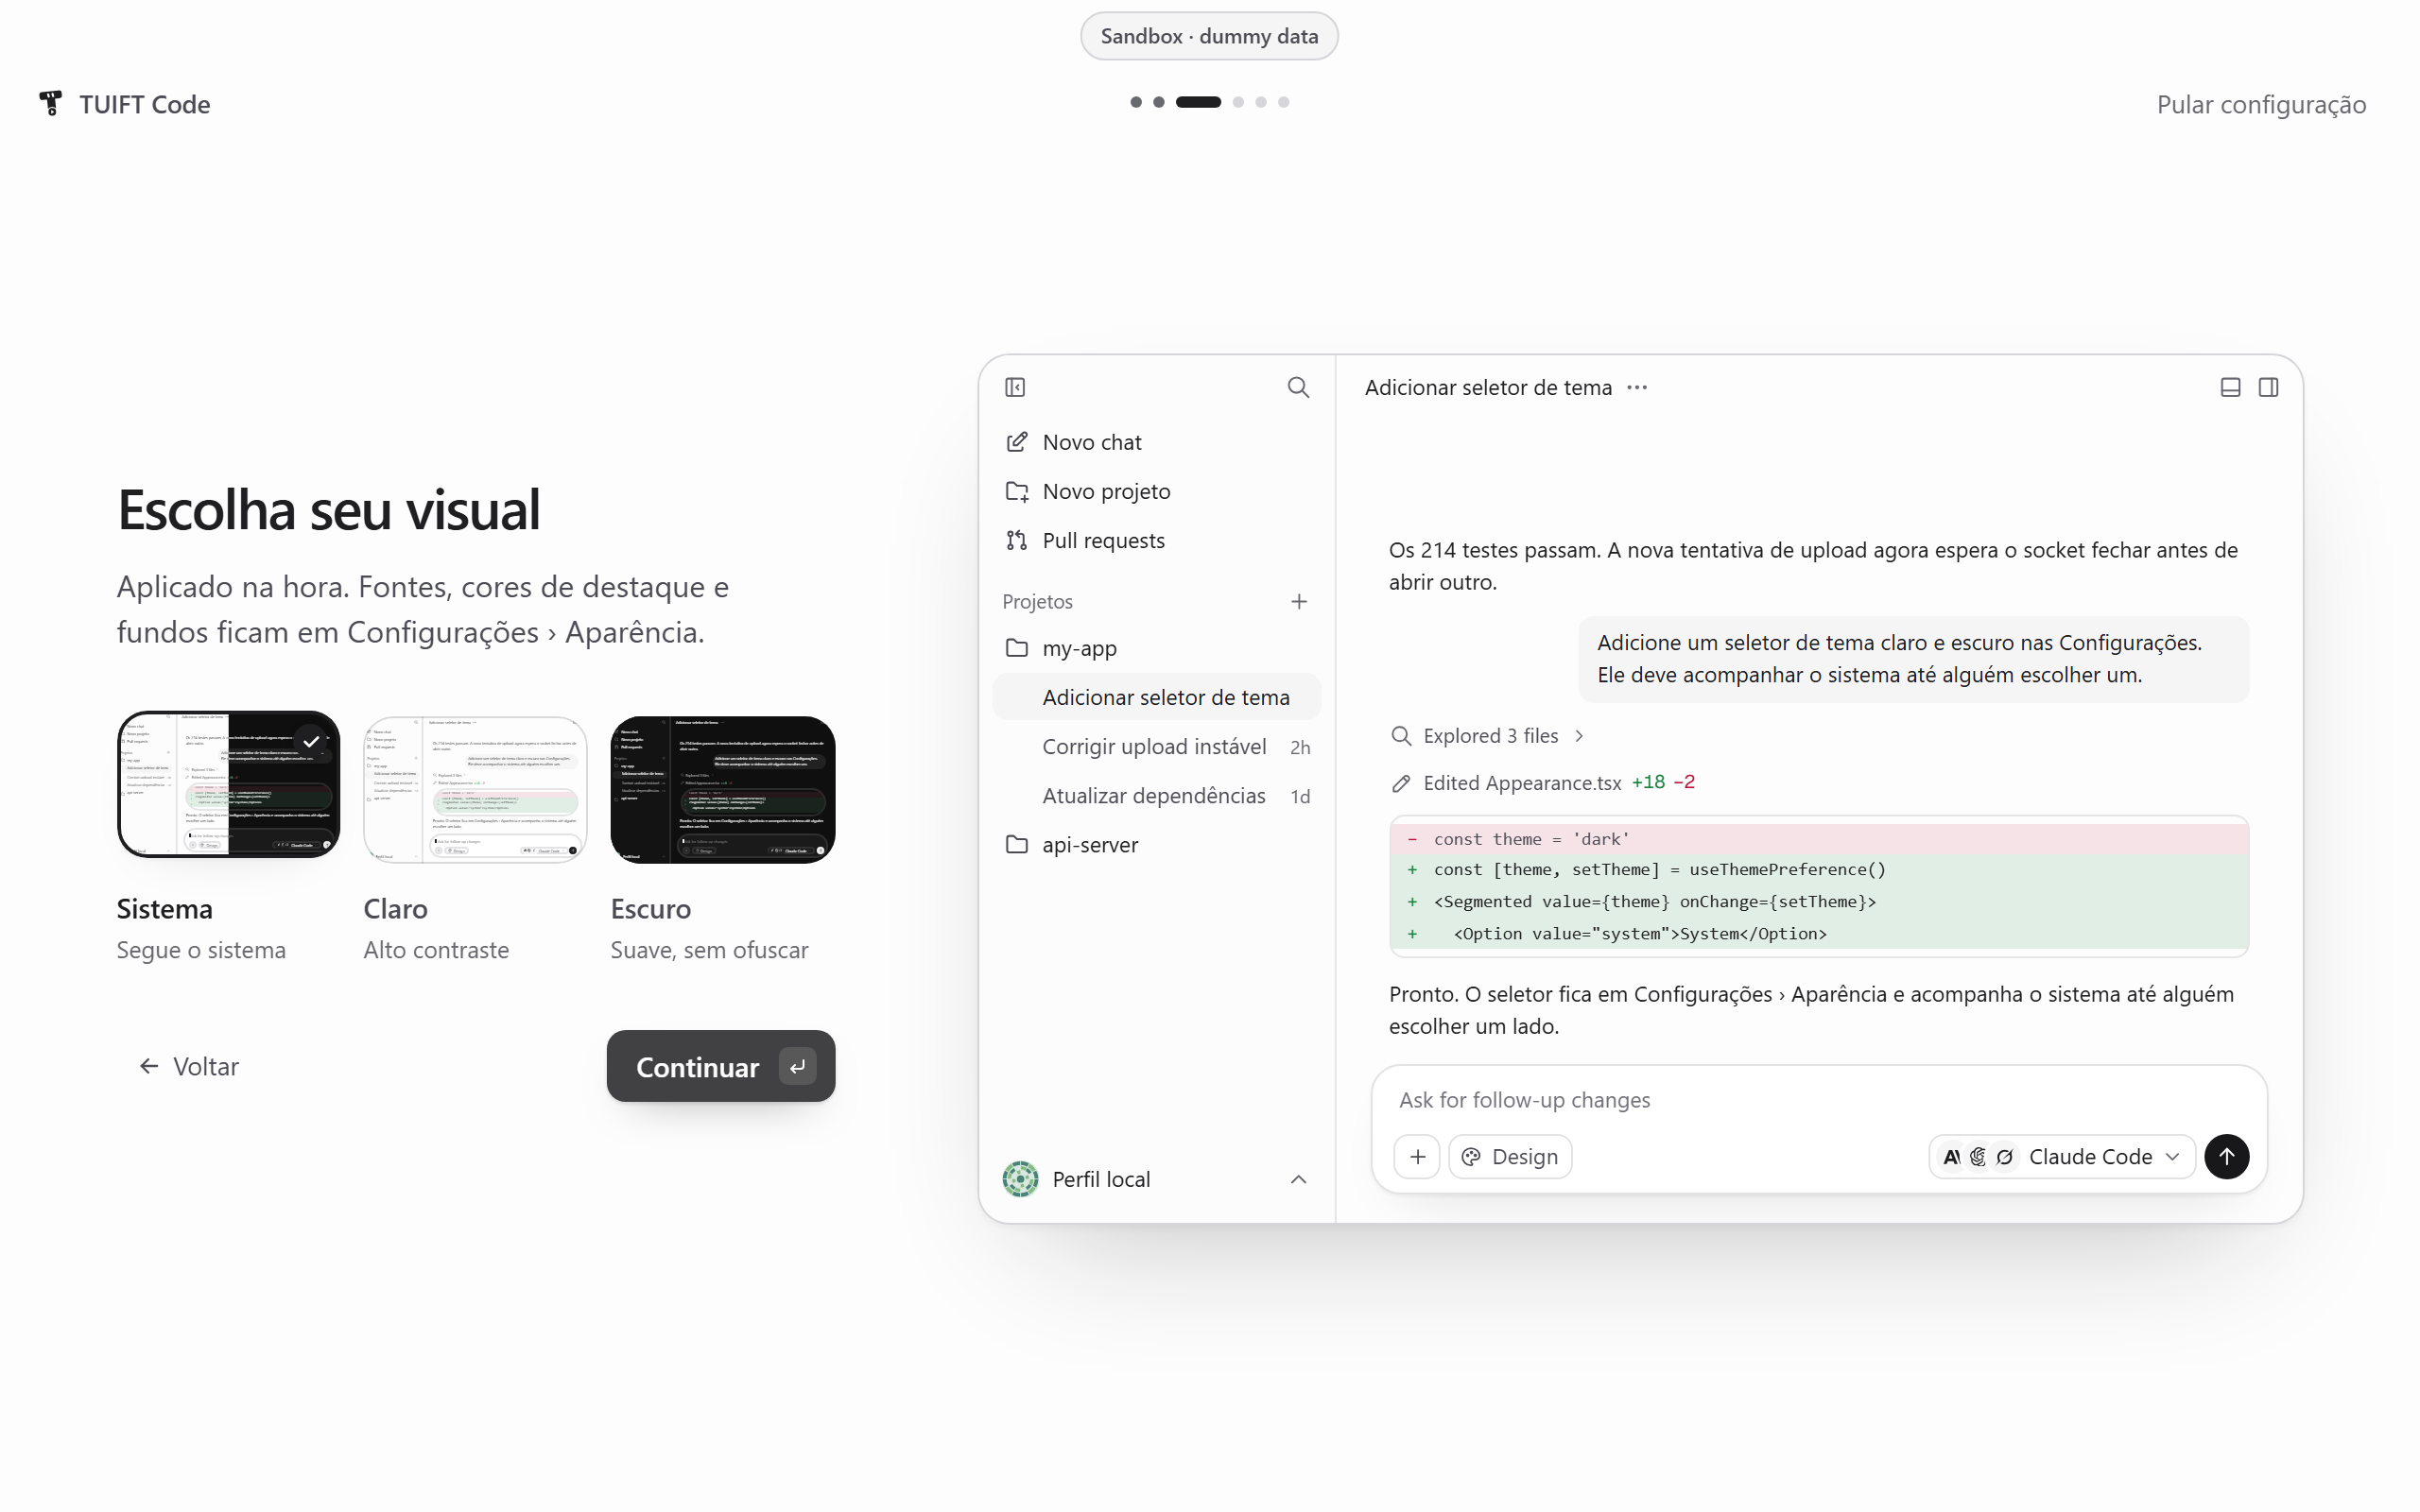 Sandbox · dummy data
TUIFT Code
Pular configuração
Escolha seu visual
Aplicado na hora. Fontes, cores de destaque e
fundos ficam em Configurações › Aparência.
Sistema
Segue o sistema
Claro
Alto contraste
Escuro
Suave, sem ofuscar
Voltar
Continuar
Novo chat
Novo projeto
Pull requests
Projetos
my-app
Adicionar seletor de tema
Corrigir upload instável 2h
Atualizar dependências 1d
api-server
Perfil local
Adicionar seletor de tema
Os 214 testes passam. A nova tentativa de upload agora espera o socket fechar antes de
abrir outro.
Adicione um seletor de tema claro e escuro nas Configurações.
Ele deve acompanhar o sistema até alguém escolher um.
Explored 3 files
Edited Appearance.tsx +18 −2
− const theme = 'dark'
+ const [theme, setTheme] = useThemePreference()
+ <Segmented value={theme} onChange={setTheme}>
+ <Option value="system">System</Option>
Pronto. O seletor fica em Configurações › Aparência e acompanha o sistema até alguém
escolher um lado.
Ask for follow-up changes
Design
Claude Code